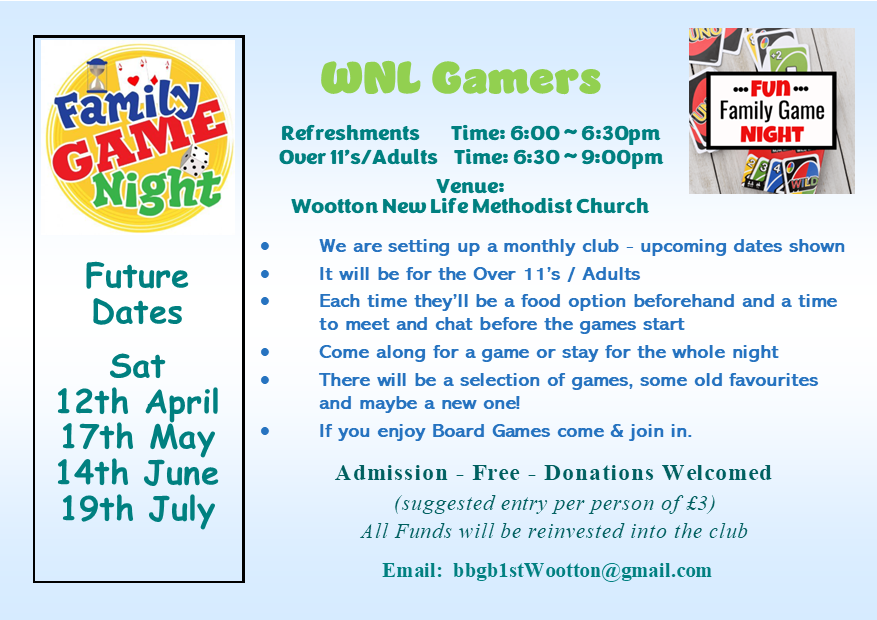 Family
GAME
Night
Future
Dates
Sat
12th April
17th May
14th June
19th July
WNL Gamers
Refreshments Time: 6:00 ~ 6:30pm
Over 11's/Adults Time: 6:30 ~ 9:00pm
Venue:
Wootton New Life Methodist Church
• We are setting up a monthly club - upcoming dates shown
• It will be for the Over 11's / Adults
• Each time they'll be a food option beforehand and a time
to meet and chat before the games start
• Come along for a game or stay for the whole night
• There will be a selection of games, some old favourites
and maybe a new one!
• If you enjoy Board Games come & join in.
Admission - Free - Donations Welcomed
(suggested entry per person of £3)
All Funds will be reinvested into the club
Email: bbgb1stWootton@gmail.com
UNO
+2
•••FUN•••
Family Game
NIGHT
2 3 4
WILD